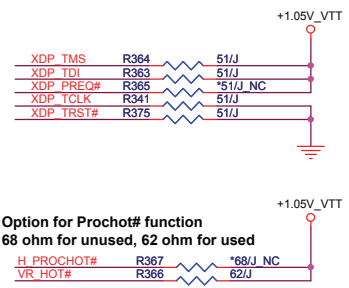 +1.05V_VTT
XDP_TMS R364 51/J
XDP_TDI R363 51/J
XDP_PREQ# R365 *51/J_NC
XDP_TCLK R341 51/J
XDP_TRST# R375 51/J
+1.05V_VTT
Option for Prochot# function
68 ohm for unused, 62 ohm for used
H_PROCHOT# R367 *68/J_NC
VR_HOT# R366 62/J